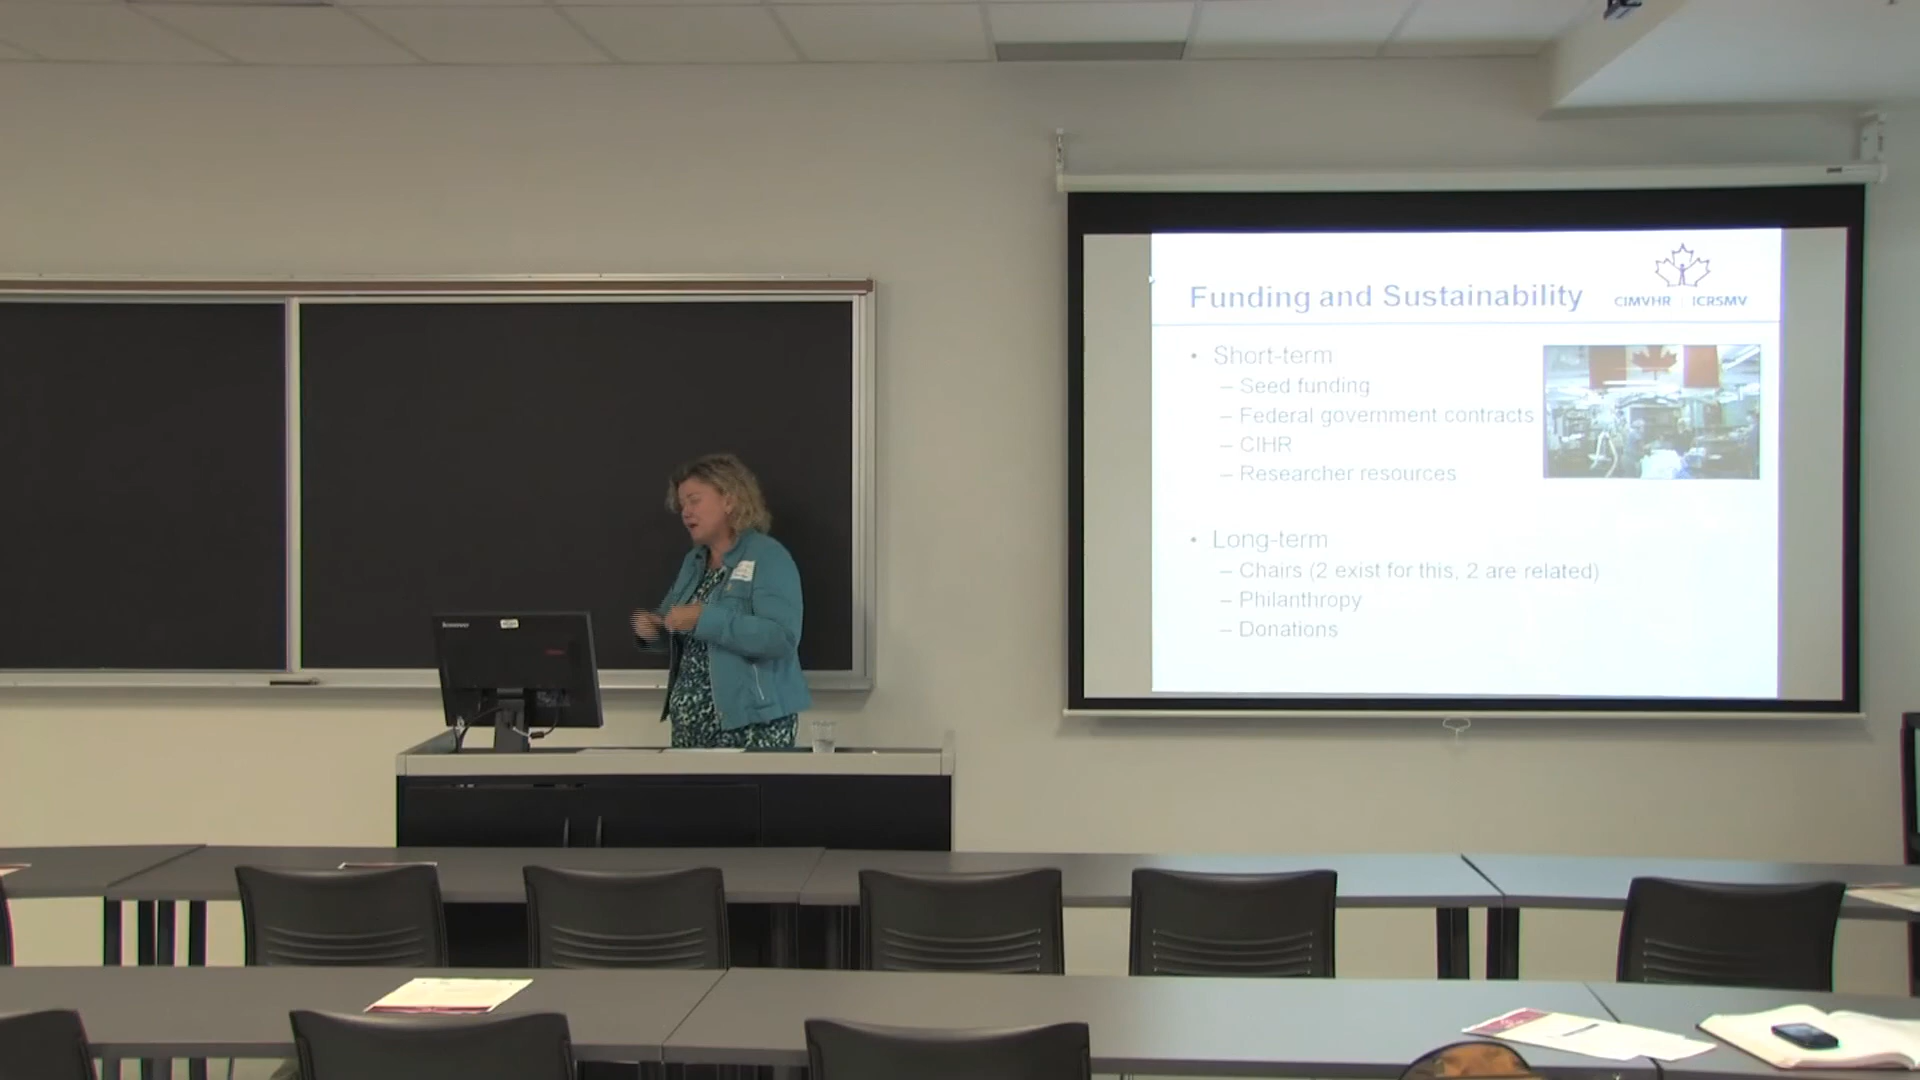 Funding and Sustainability
CIMVHR | ICRSMV
• Short-term
– Seed funding
– Federal government contracts
– CIHR
– Researcher resources
• Long-term
– Chairs (2 exist for this, 2 are related)
– Philanthropy
– Donations
lenovo